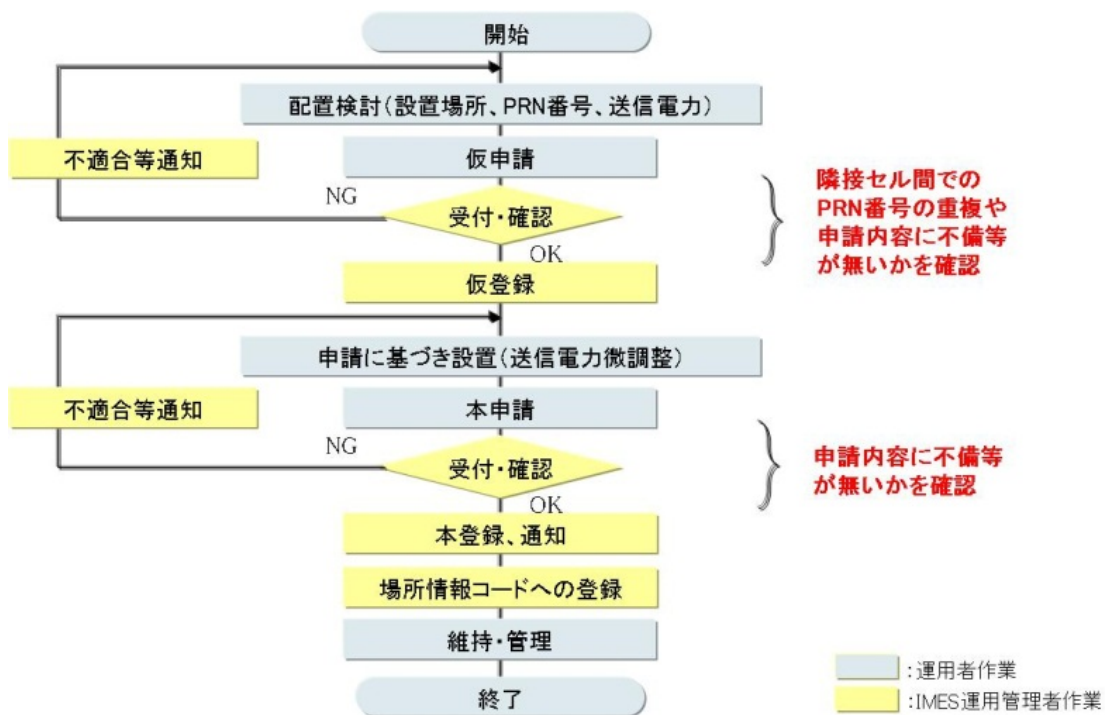 開始
配置検討(設置場所、PRN番号、送信電力)
不適合等通知
仮申請
NG
受付・確認
OK
隣接セル間での
PRN番号の重複や
申請内容に不備等
が無いかを確認
仮登録
申請に基づき設置(送信電力微調整)
不適合等通知
本申請
NG
受付・確認
OK
申請内容に不備等
が無いかを確認
本登録、通知
場所情報コードへの登録
維持・管理
終了
:運用者作業
:IMES運用管理者作業